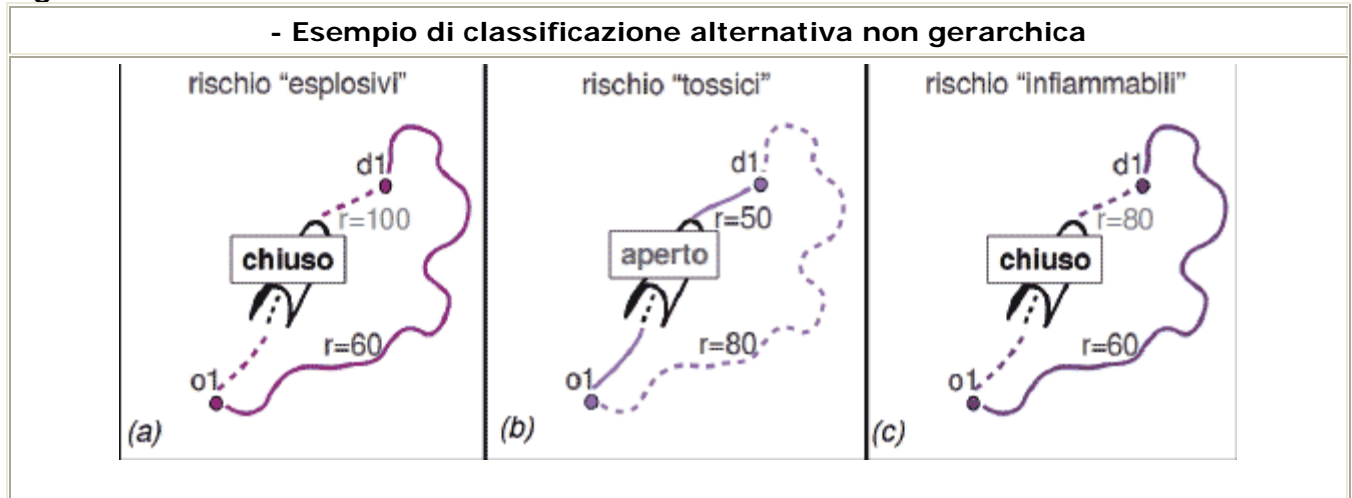 - Esempio di classificazione alternativa non gerarchica
rischio “esplosivi”
d1
r=100
chiuso
r=60
o1
(a)
rischio “tossici”
d1
r=50
aperto
r=80
o1
(b)
rischio “infiammabili”
d1
r=80
chiuso
r=60
o1
(c)